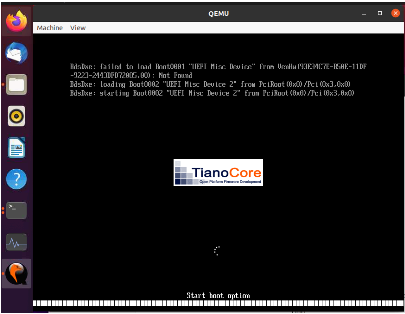 QEMU
Machine View
BdsDxe: failed to load Boot0001 "UEFI Misc Device" from VenHw(93E34C7E-B50E-11DF
-9223-2443DFD72085,00): Not Found
BdsDxe: loading Boot0002 "UEFI Misc Device 2" from PciRoot(0x0)/Pci(0x3,0x0)
BdsDxe: starting Boot0002 "UEFI Misc Device 2" from PciRoot(0x0)/Pci(0x3,0x0)
TianoCore
Open Platform Firmware Development
Start boot option